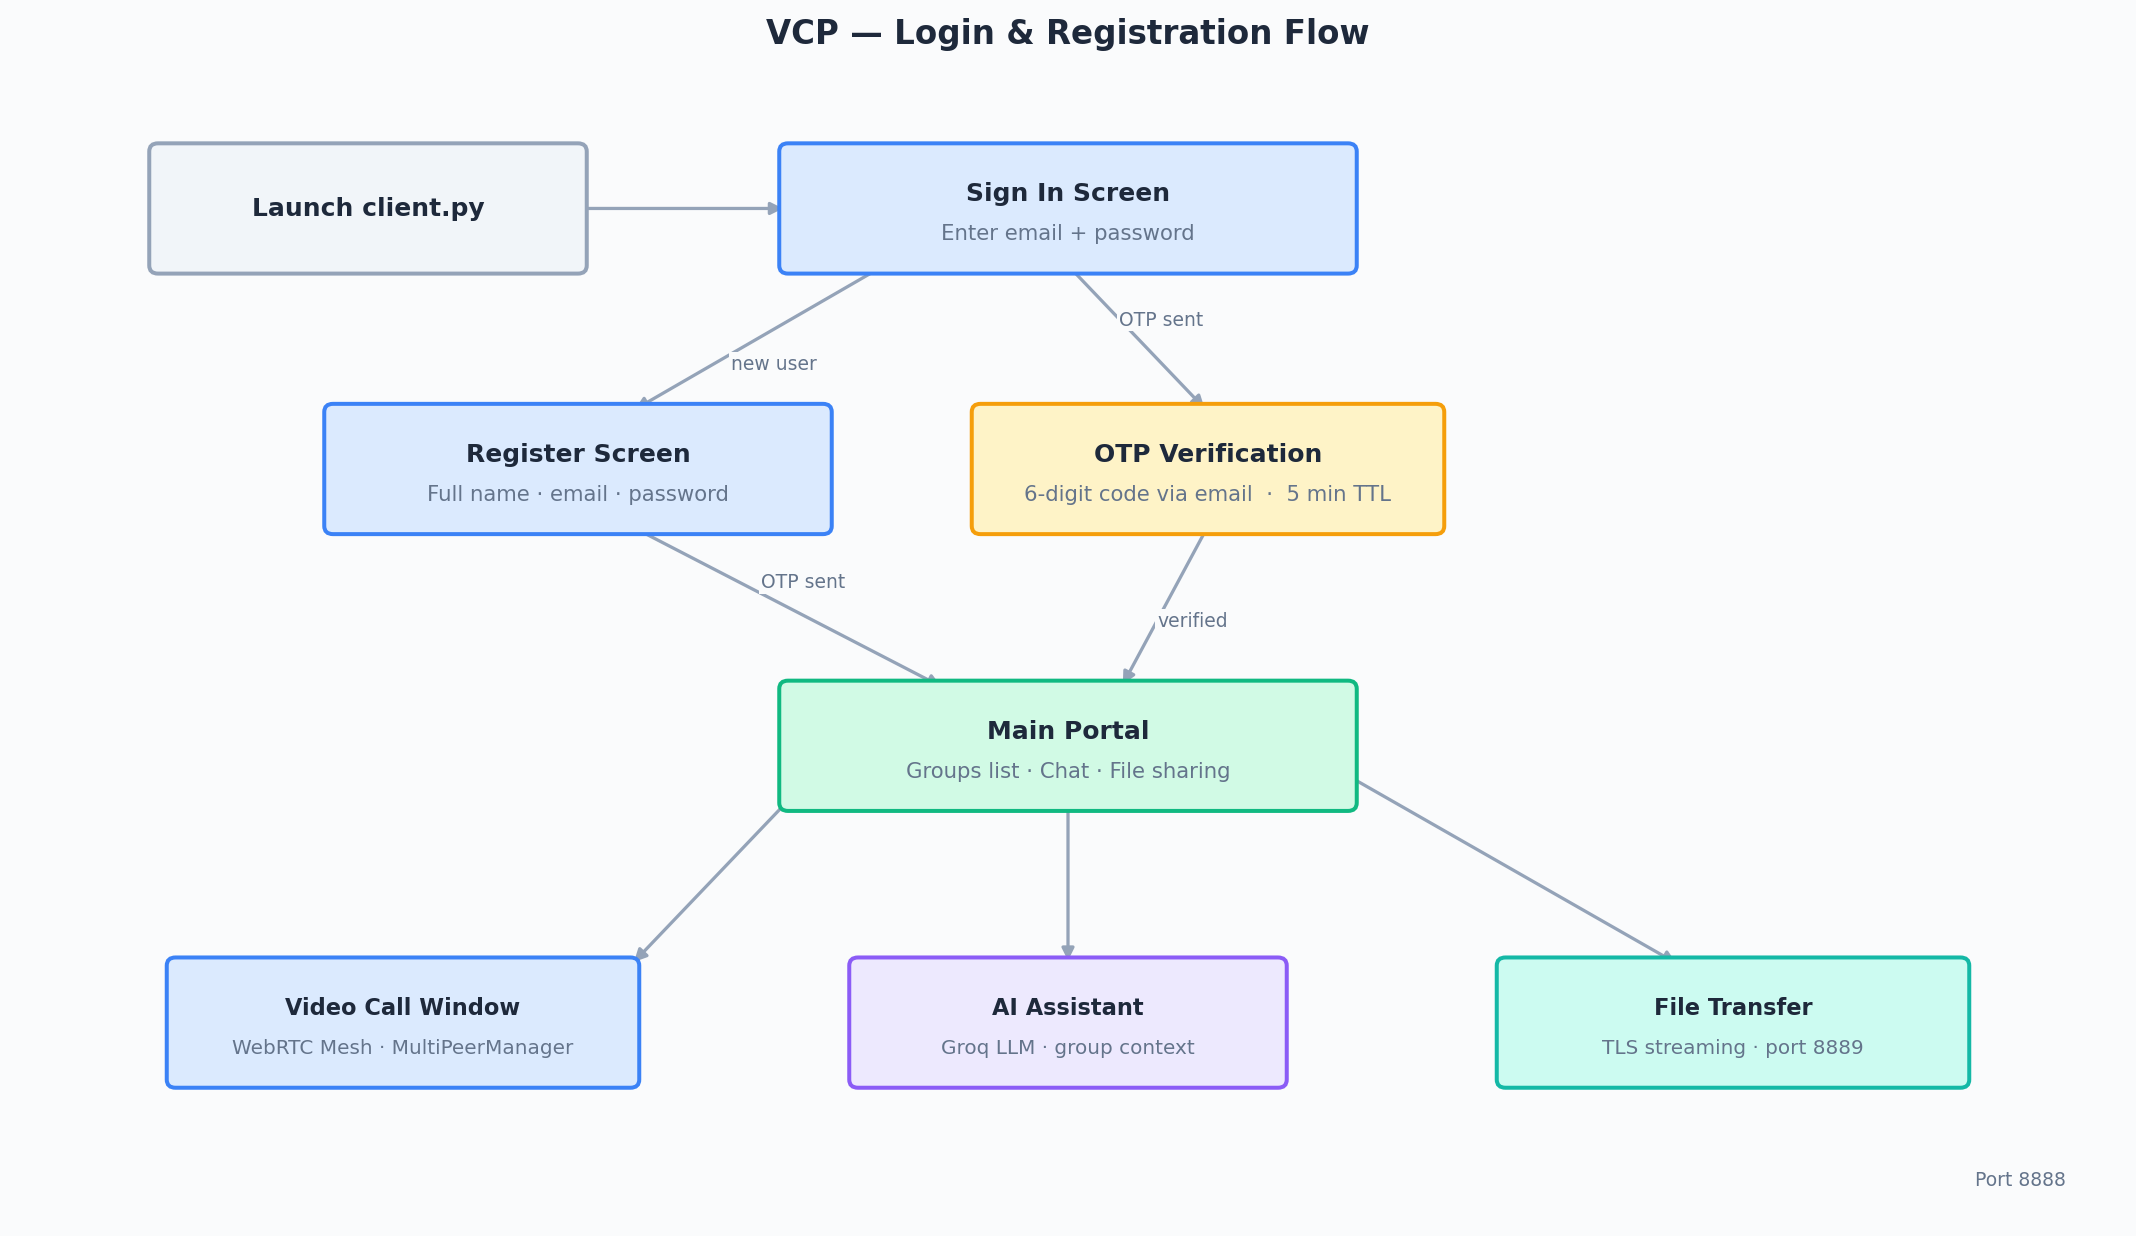 VCP — Login & Registration Flow
Launch client.py
Sign In Screen
Enter email + password
new user
OTP sent
Register Screen
Full name · email · password
OTP Verification
6-digit code via email · 5 min TTL
OTP sent
verified
Main Portal
Groups list · Chat · File sharing
Video Call Window
WebRTC Mesh · MultiPeerManager
AI Assistant
Groq LLM · group context
File Transfer
TLS streaming · port 8889
Port 8888